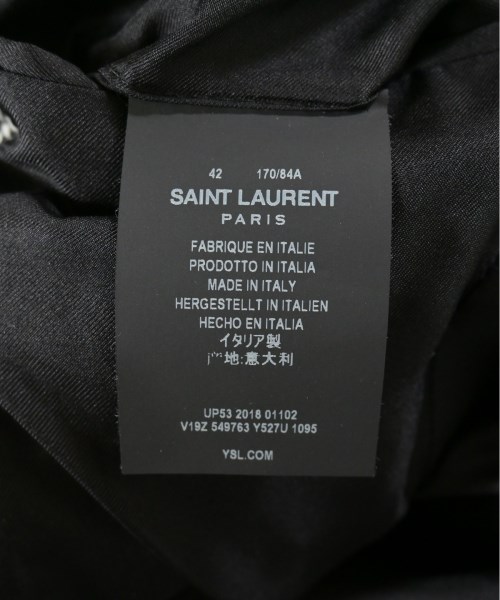 42 170/84A
SAINT LAURENT
PARIS
FABRIQUE EN ITALIE
PRODOTTO IN ITALIA
MADE IN ITALY
HERGESTELLT IN ITALIEN
HECHO EN ITALIA
イタリア製
地:意大利
UP53 2018 01102
V19Z 549763 Y527U 1095
YSL.COM